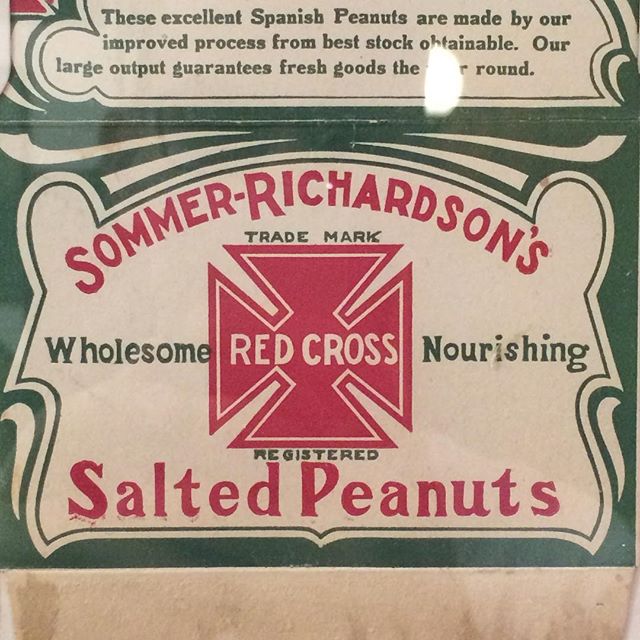 These excellent Spanish Peanuts are made by our
improved process from best stock obtainable. Our
large output guarantees fresh goods the round.
SOMMER-RICHARDSON'S
TRADE MARK
Wholesome RED CROSS Nourishing
REGISTERED
Salted Peanuts